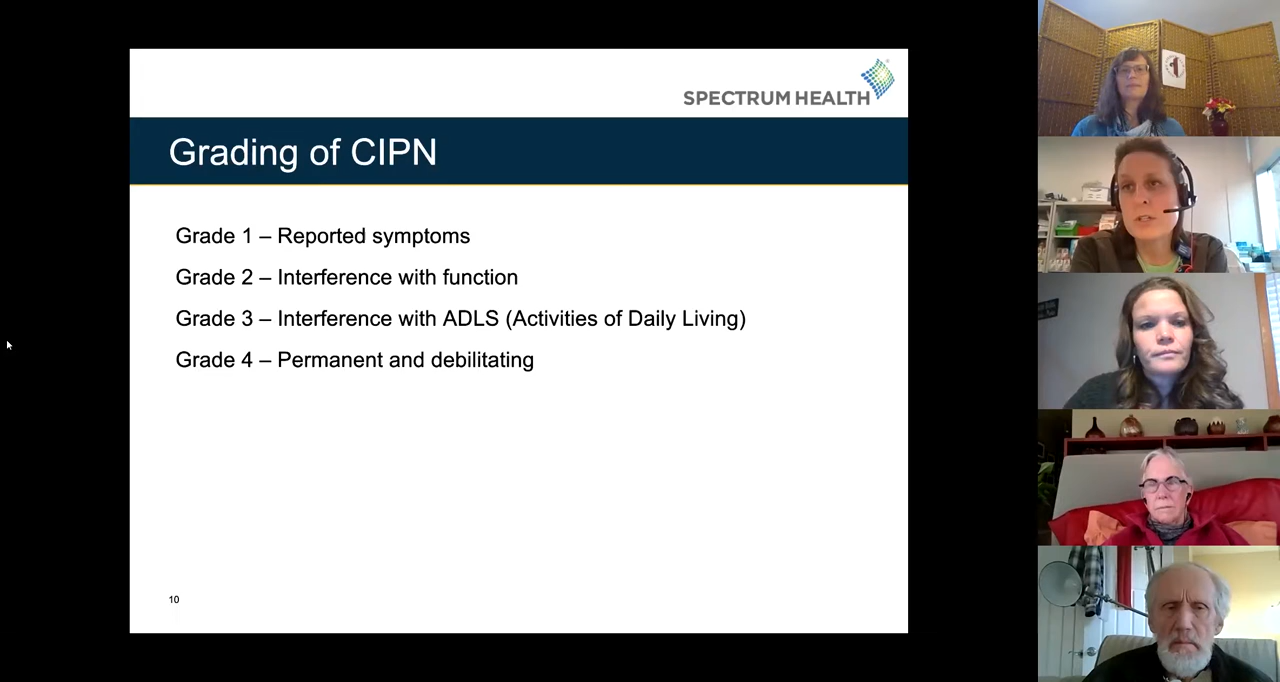 SPECTRUM HEALTH
Grading of CIPN
Grade 1 – Reported symptoms
Grade 2 – Interference with function
Grade 3 – Interference with ADLS (Activities of Daily Living)
Grade 4 – Permanent and debilitating
10